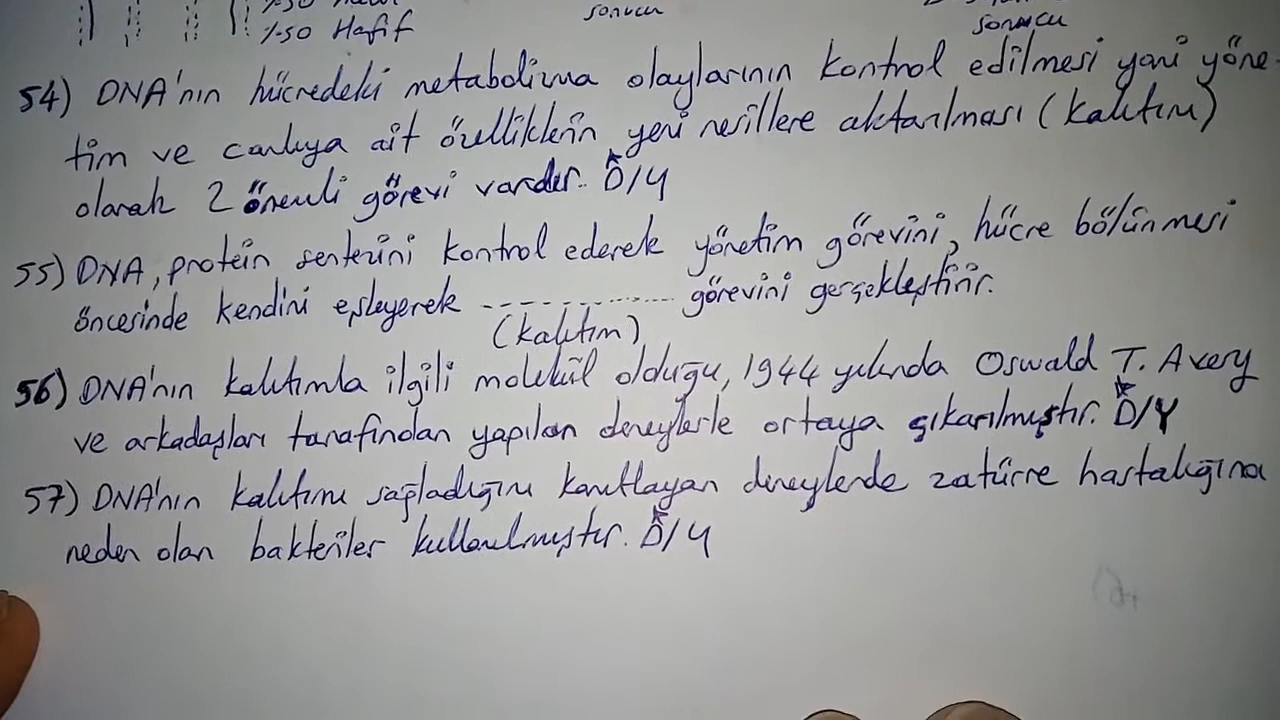 %50 Hafif
sonucu
sonucu
54) DNA'nın hücredeki metabolizma olaylarının kontrol edilmesi yani yöne-
tim ve canlıya ait özelliklerin yeni nesillere aktarılması (kalıtım)
olarak 2 önemli görevi vardır. D/Y
55) DNA, protein sentezini kontrol ederek yönetim görevini, hücre bölünmesi
öncesinde kendini eşleyerek ------------ görevini gerçekleştirir.
(kalıtım)
56) DNA'nın kalıtımla ilgili molekül olduğu, 1944 yılında Oswald T. Avery
ve arkadaşları tarafından yapılan deneylerle ortaya çıkarılmıştır. D/Y
57) DNA'nın kalıtımı sağladığını kanıtlayan deneylerde zatürre hastalığına
neden olan bakteriler kullanılmıştır. D/Y